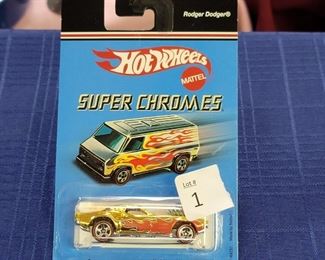 Rodger Dodger®
HOT WHEELS
MATTEL
SUPER CHROMES
Lot #
1